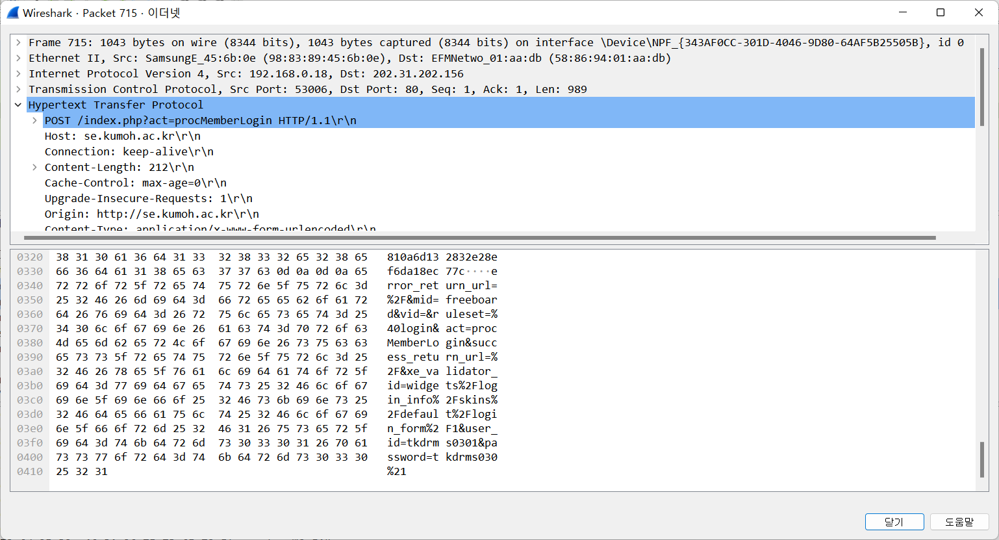 Wireshark · Packet 715 · 이더넷
Frame 715: 1043 bytes on wire (8344 bits), 1043 bytes captured (8344 bits) on interface \Device\NPF_{343AF0CC-301D-4046-9D80-64AF5B25505B}, id 0
Ethernet II, Src: SamsungE_45:6b:0e (98:83:89:45:6b:0e), Dst: EFMNetwo_01:aa:db (58:86:94:01:aa:db)
Internet Protocol Version 4, Src: 192.168.0.18, Dst: 202.31.202.156
Transmission Control Protocol, Src Port: 53006, Dst Port: 80, Seq: 1, Ack: 1, Len: 989
Hypertext Transfer Protocol
POST /index.php?act=procMemberLogin HTTP/1.1\r\n
Host: se.kumoh.ac.kr\r\n
Connection: keep-alive\r\n
Content-Length: 212\r\n
Cache-Control: max-age=0\r\n
Upgrade-Insecure-Requests: 1\r\n
Origin: http://se.kumoh.ac.kr\r\n
Content-Type: application/x-www-form-urlencoded\r\n
0320 38 31 30 61 36 64 31 33 32 38 33 32 65 32 38 65 810a6d13 2832e28e
0330 66 36 64 61 31 38 65 63 37 37 63 0d 0a 0d 0a 65 f6da18ec 77c····e
0340 72 72 6f 72 5f 72 65 74 75 72 6e 5f 75 72 6c 3d rror_ret urn_url=
0350 25 32 46 26 6d 69 64 3d 66 72 65 65 62 6f 61 72 %2F&mid= freeboar
0360 64 26 76 69 64 3d 26 72 75 6c 65 73 65 74 3d 25 d&vid=&r uleset=%
0370 34 30 6c 6f 67 69 6e 26 61 63 74 3d 70 72 6f 63 40login& act=proc
0380 4d 65 6d 62 65 72 4c 6f 67 69 6e 26 73 75 63 63 MemberLo gin&succ
0390 65 73 73 5f 72 65 74 75 72 6e 5f 75 72 6c 3d 25 ess_retu rn_url=%
03a0 32 46 26 78 65 5f 76 61 6c 69 64 61 74 6f 72 5f 2F&xe_va lidator_
03b0 69 64 3d 77 69 64 67 65 74 73 25 32 46 6c 6f 67 id=widge ts%2Flog
03c0 69 6e 5f 69 6e 66 6f 25 32 46 73 6b 69 6e 73 25 in_info% 2Fskins%
03d0 32 46 64 65 66 61 75 6c 74 25 32 46 6c 6f 67 69 2Fdefaul t%2Flogi
03e0 6e 5f 66 6f 72 6d 25 32 46 31 26 75 73 65 72 5f n_form%2 F1&user_
03f0 69 64 3d 74 6b 64 72 6d 73 30 33 30 31 26 70 61 id=tkdrm s0301&pa
0400 73 73 77 6f 72 64 3d 74 6b 64 72 6d 73 30 33 30 ssword=t kdrms030
0410 25 32 31 %21
닫기 도움말